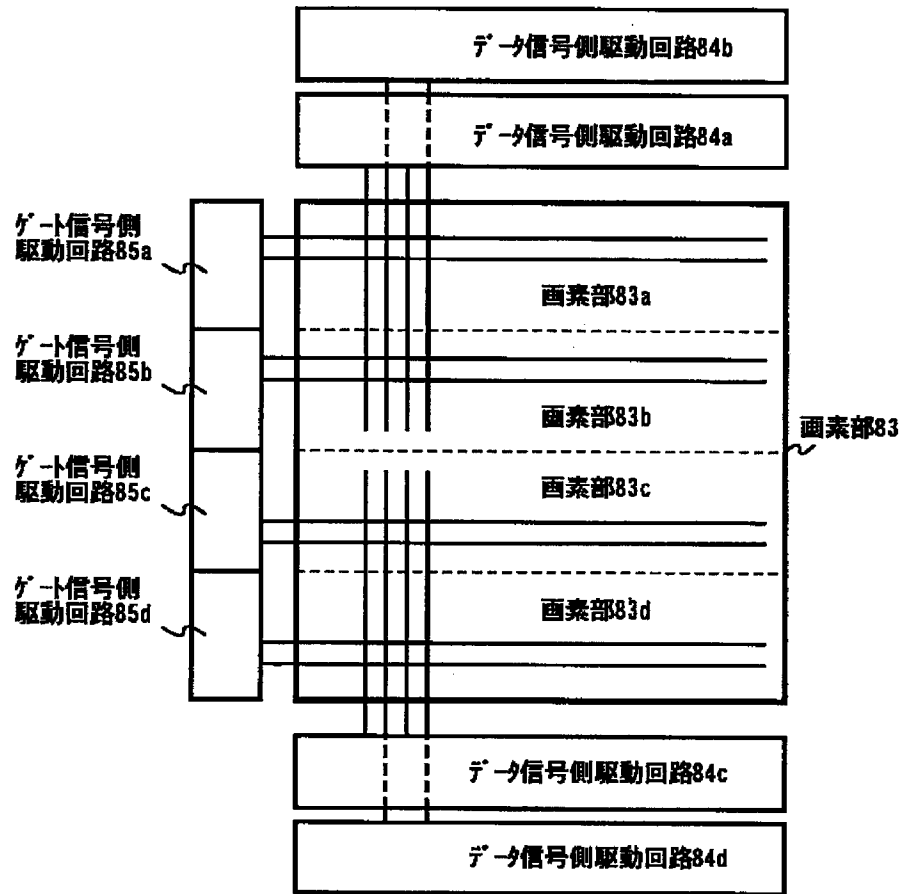 データ信号側駆動回路84b
データ信号側駆動回路84a
ゲート信号側
駆動回路85a
画素部83a
ゲート信号側
駆動回路85b
画素部83b
画素部83
ゲート信号側
駆動回路85c
画素部83c
ゲート信号側
駆動回路85d
画素部83d
データ信号側駆動回路84c
データ信号側駆動回路84d